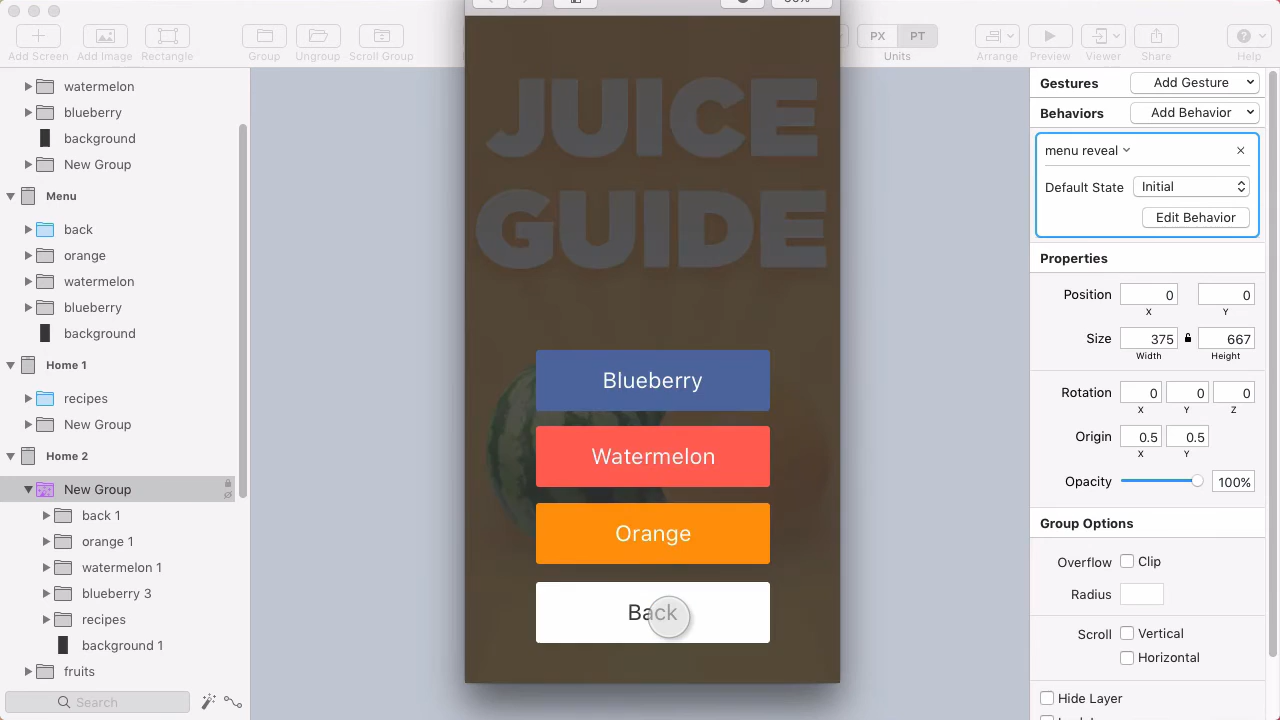 Add Screen
Add Image
Rectangle
Group
Ungroup
Scroll Group
PX
PT
Units
Arrange
Preview
Viewer
Share
Help
watermelon
blueberry
background
New Group
Menu
back
orange
watermelon
blueberry
background
Home 1
recipes
New Group
Home 2
New Group
back 1
orange 1
watermelon 1
blueberry 3
recipes
background 1
fruits
Search
JUICE
GUIDE
Blueberry
Watermelon
Orange
Back
Gestures
Add Gesture
Behaviors
Add Behavior
menu reveal
Default State
Initial
Edit Behavior
Properties
Position
0
0
X
Y
Size
375
667
Width
Height
Rotation
0
0
0
X
Y
Z
Origin
0.5
0.5
X
Y
Opacity
100%
Group Options
Overflow
Clip
Radius
Scroll
Vertical
Horizontal
Hide Layer